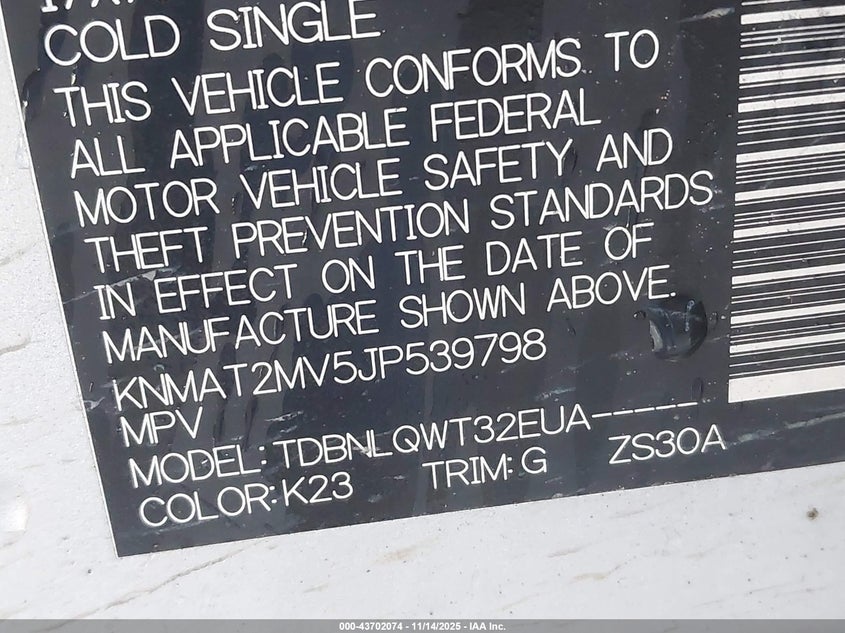 COLD SINGLE
THIS VEHICLE CONFORMS TO
ALL APPLICABLE FEDERAL
MOTOR VEHICLE SAFETY AND
THEFT PREVENTION STANDARDS
IN EFFECT ON THE DATE OF
MANUFACTURE SHOWN ABOVE.
KNMAT2MV5JP539798
MPV
MODEL: TDBNLQWT32EUA-----
COLOR: K23 TRIM: G ZS30A
000-43702074 - 11/14/2025 - IAA Inc.